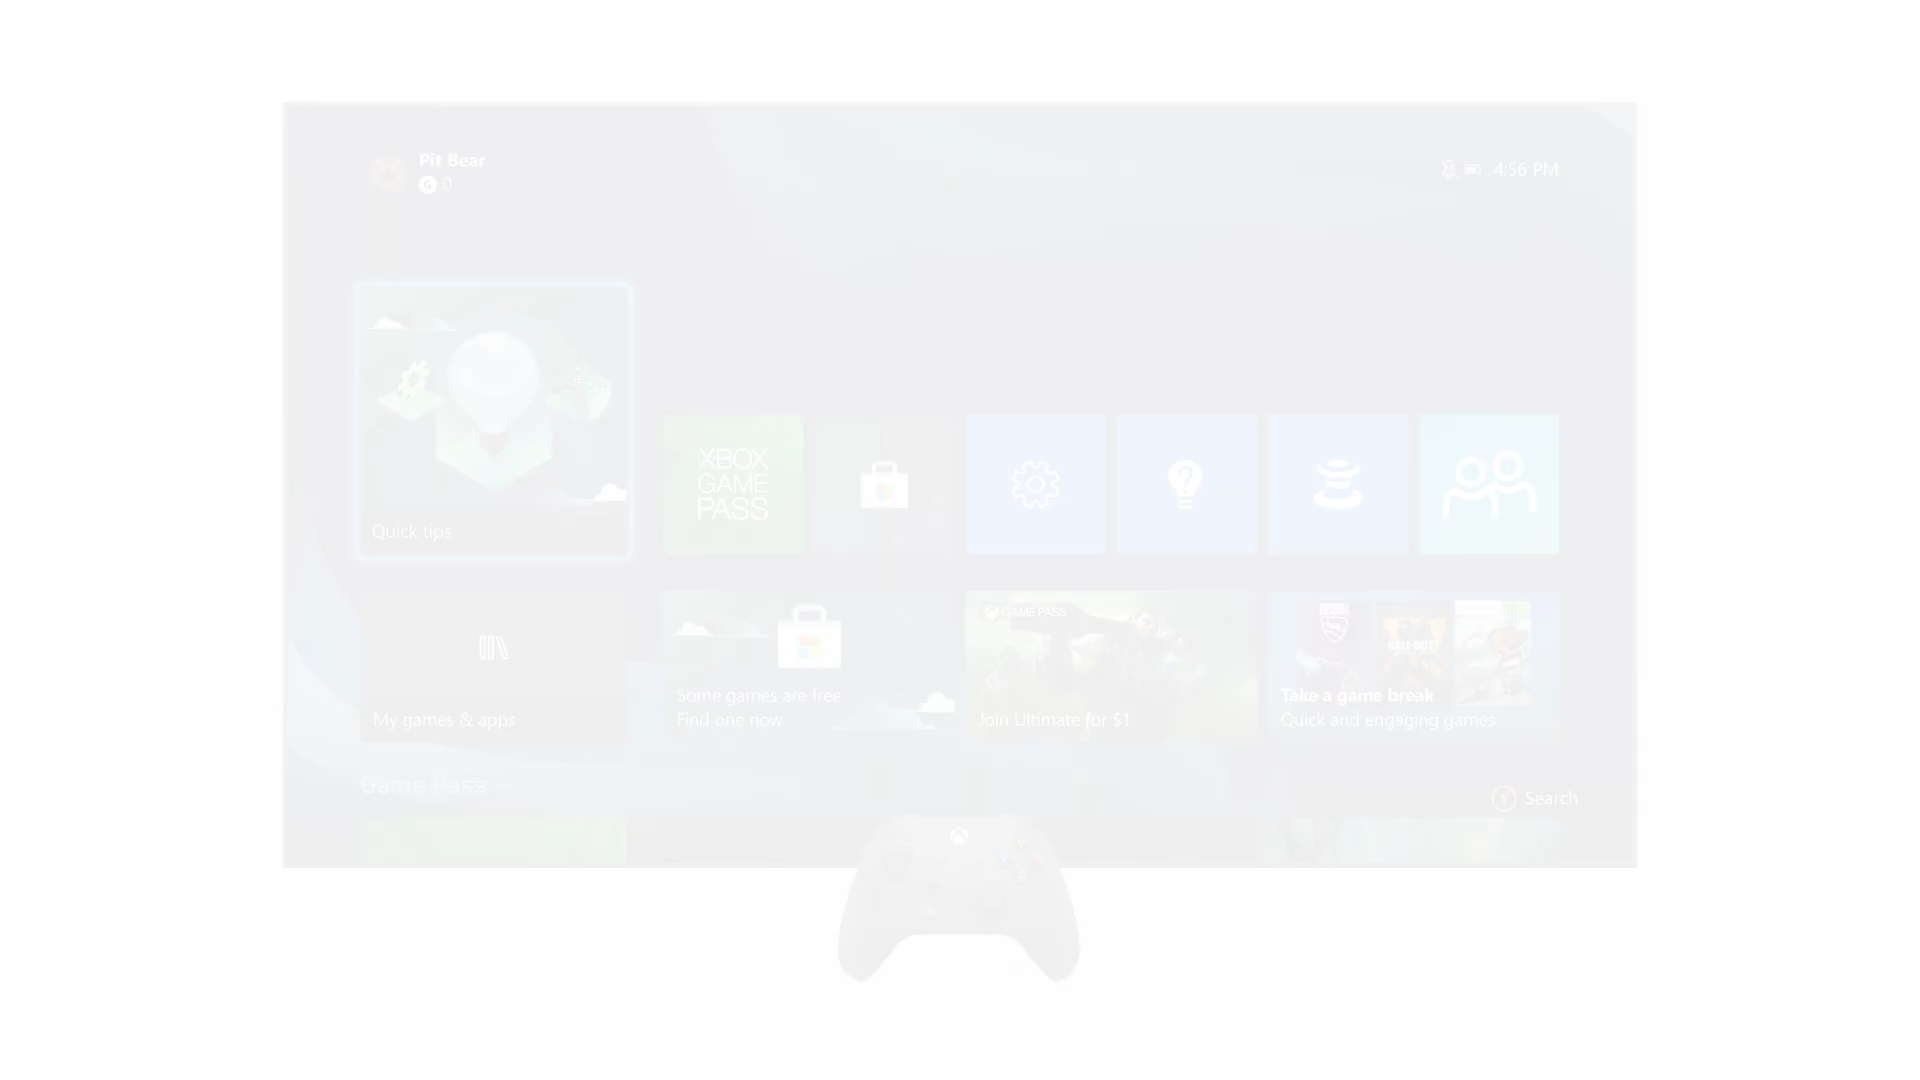 Pit Bear
G 0
4:56 PM
Quick tips
XBOX
GAME
PASS
My games & apps
Some games are free
Find one now
GAME PASS
Join Ultimate for $1
Take a game break
Quick and engaging games
Game Pass
Y Search